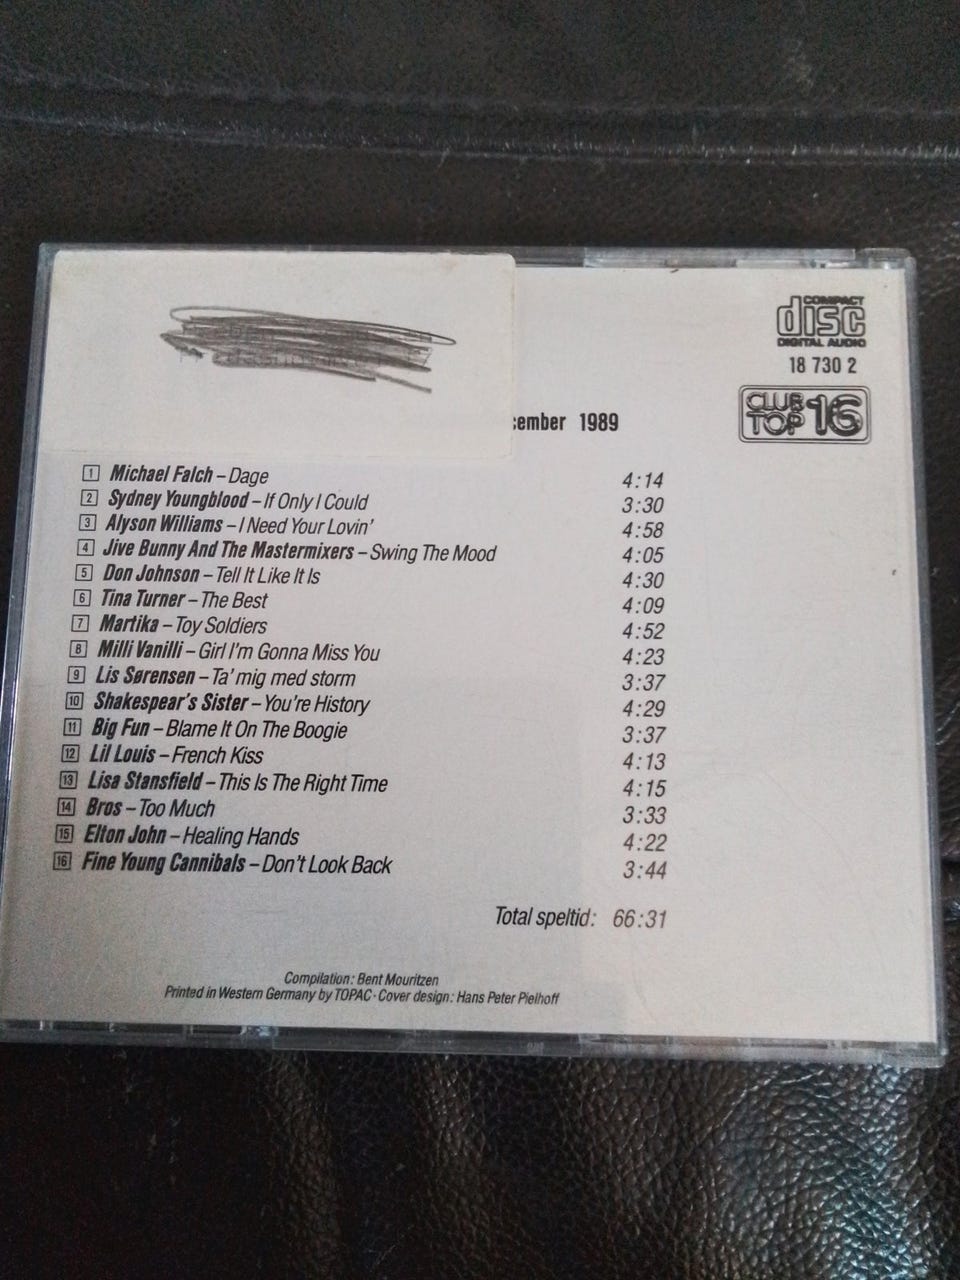 COMPACT
disc
DIGITAL AUDIO
18 730 2
CLUB
TOP 16
cember 1989
1 Michael Falch – Dage 4:14
2 Sydney Youngblood – If Only I Could 3:30
3 Alyson Williams – I Need Your Lovin' 4:58
4 Jive Bunny And The Mastermixers – Swing The Mood 4:05
5 Don Johnson – Tell It Like It Is 4:30
6 Tina Turner – The Best 4:09
7 Martika – Toy Soldiers 4:52
8 Milli Vanilli – Girl I'm Gonna Miss You 4:23
9 Lis Sørensen – Ta' mig med storm 3:37
10 Shakespear's Sister – You're History 4:29
11 Big Fun – Blame It On The Boogie 3:37
12 Lil Louis – French Kiss 4:13
13 Lisa Stansfield – This Is The Right Time 4:15
14 Bros – Too Much 3:33
15 Elton John – Healing Hands 4:22
16 Fine Young Cannibals – Don't Look Back 3:44
Total speltid: 66:31
Compilation: Bent Mouritzen
Printed in Western Germany by TOPAC · Cover design: Hans Peter Pielhoff